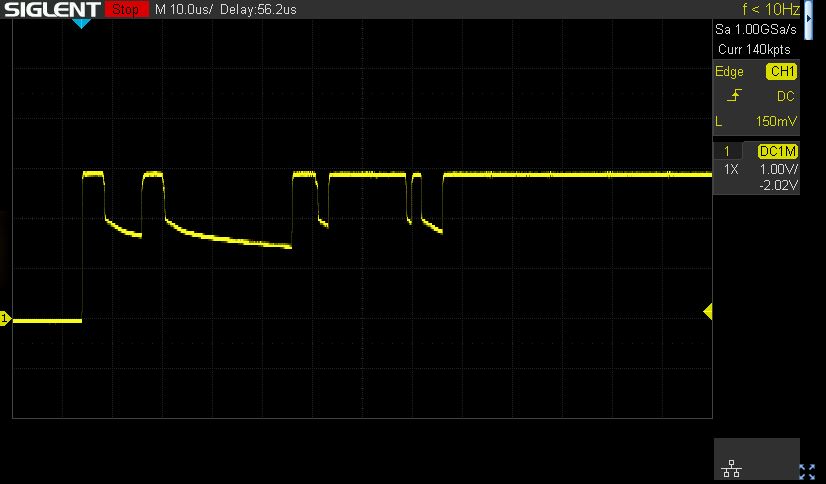 SIGLENT Stop M 10.0us/ Delay:56.2us f < 10Hz
Sa 1.00GSa/s
Curr 140kpts
Edge CH1
DC
L 150mV
1 DC1M
1X 1.00V/
-2.02V
1